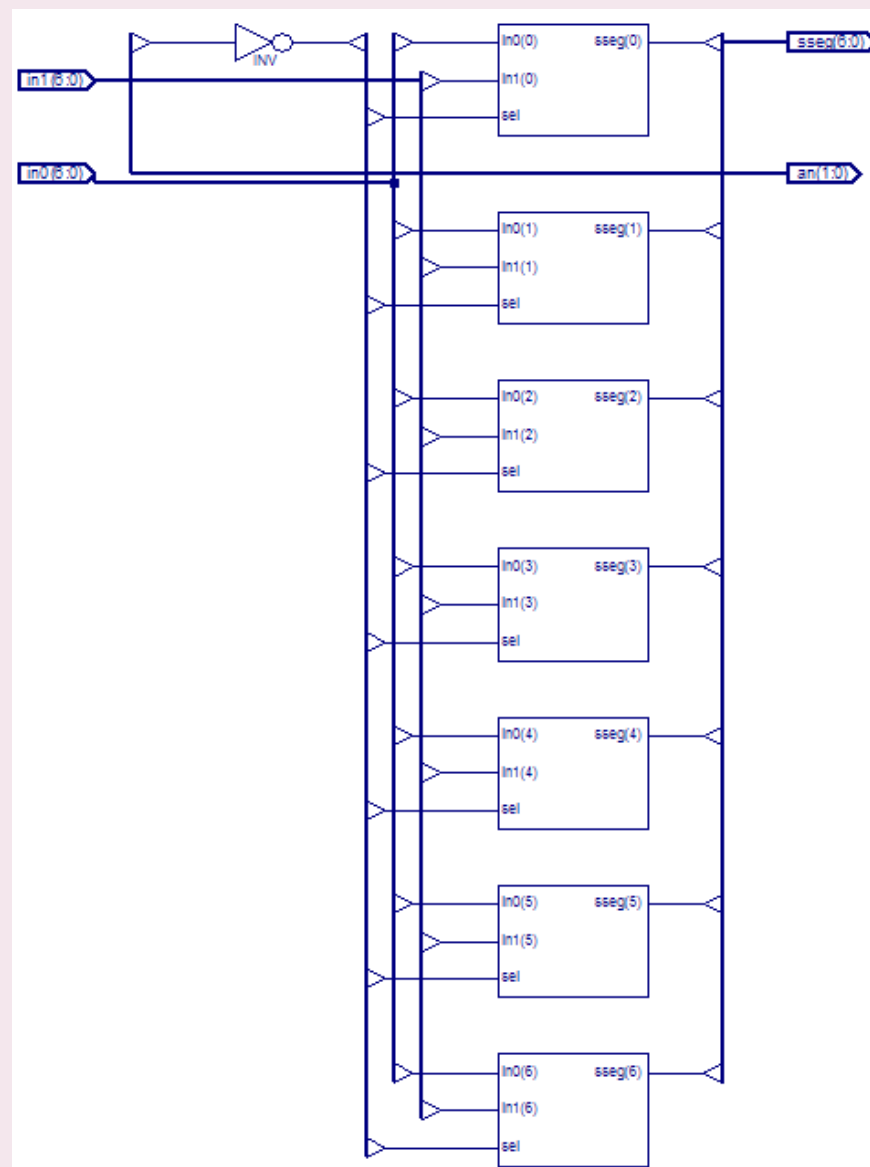 in0(0) sseg(0) sseg(6:0)
INV
in1(6:0) in1(0)
sel
in0(6:0) an(1:0)
in0(1) sseg(1)
in1(1)
sel
in0(2) sseg(2)
in1(2)
sel
in0(3) sseg(3)
in1(3)
sel
in0(4) sseg(4)
in1(4)
sel
in0(5) sseg(5)
in1(5)
sel
in0(6) sseg(6)
in1(6)
sel